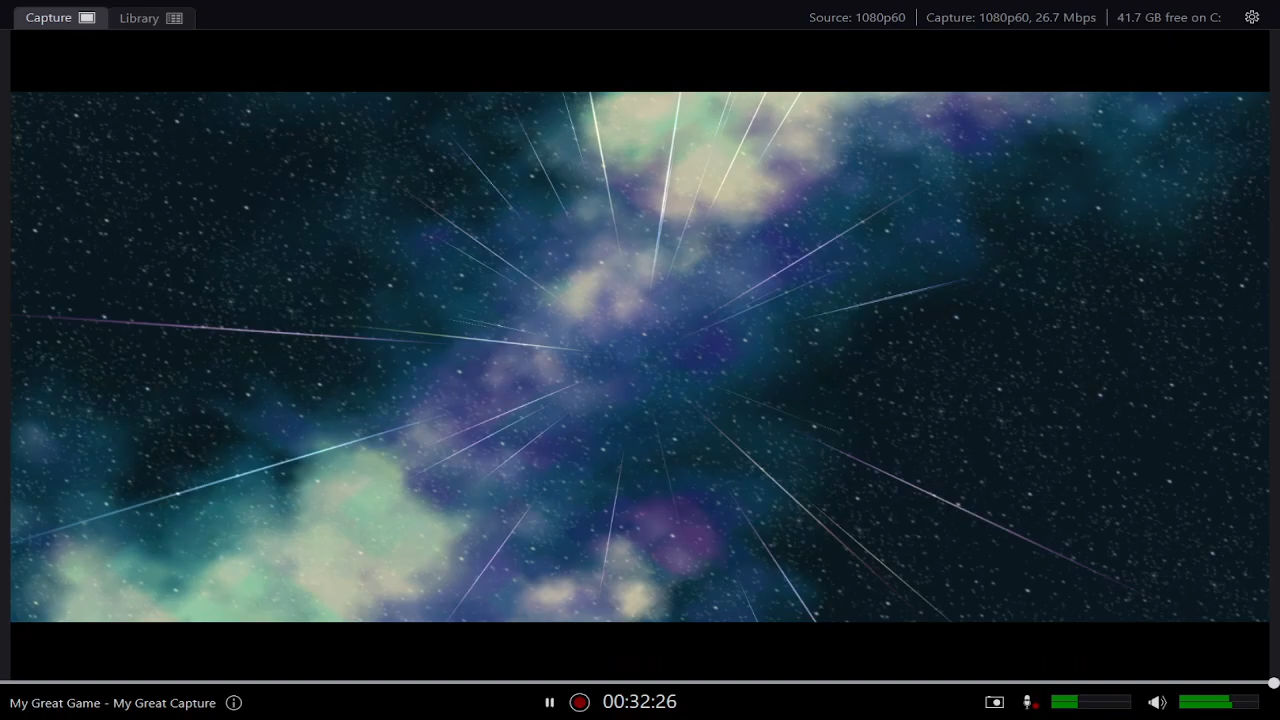 Capture
Library
Source: 1080p60
Capture: 1080p60, 26.7 Mbps
41.7 GB free on C:
My Great Game - My Great Capture
00:32:26